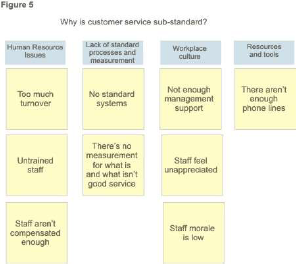 Figure 5
Why is customer service sub-standard?
Human Resource
Issues
Lack of standard
processes and
measurement
Workplace
culture
Resources
and tools
Too much
turnover
No standard
systems
Not enough
management
support
There aren't
enough
phone lines
Untrained
staff
There's no
measurement
for what is
and what isn't
good service
Staff feel
unappreciated
Staff aren't
compensated
enough
Staff morale
is low